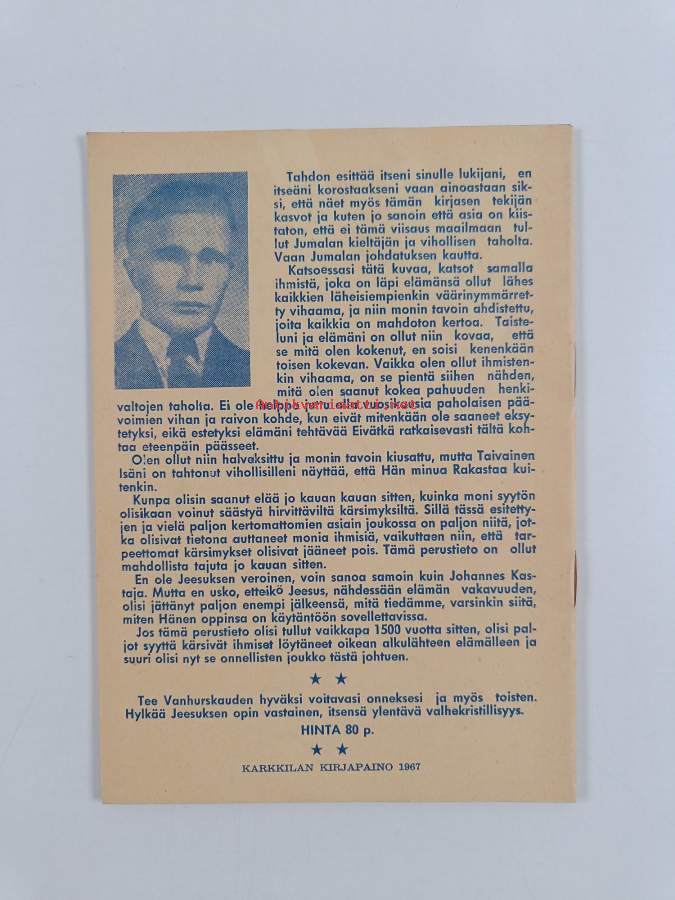 Tahdon esittää itseni sinulle lukijani, en
itseäni korostaakseni vaan ainoastaan sik-
si, että näet myös tämän kirjasen tekijän
kasvot ja kuten jo sanoin että asia on kiis-
taton, että ei tämä viisaus maailmaan tul-
lut Jumalan kieltäjän ja vihollisen taholta.
Vaan Jumalan johdatuksen kautta.
Katsoessasi tätä kuvaa, katsot samalla
ihmistä, joka on läpi elämänsä ollut lähes
kaikkien läheisiempienkin väärinymmärret-
ty vihaama, ja niin monin tavoin ahdistettu,
joita kaikkia on mahdoton kertoa. Taiste-
luni ja elämäni on ollut niin kovaa, että
se mitä olen kokenut, en soisi kenenkään
toisen kokevan. Vaikka olen ollut ihmisten-
kin vihaama, on se pientä siihen nähden,
mitä olen saanut kokea pahuuden henki-
valtojen taholta. Ei ole helppo juttu olla vuosikausia paholaisen pää-
voimien vihan ja raivon kohde, kun eivät mitenkään ole saaneet eksy-
tetyksi, eikä estetyksi elämäni tehtävää Eivätkä ratkaisevasti tältä koh-
taa eteenpäin päässeet.
Olen ollut niin halveksittu ja monin tavoin kiusattu, mutta Taivainen
Isäni on tahtonut vihollisilleni näyttää, että Hän minua Rakastaa kui-
tenkin.
Kunpa olisin saanut elää jo kauan kauan sitten, kuinka moni syytön
olisikaan voinut säästyä hirvittäviltä kärsimyksiltä. Sillä tässä esitetty-
jen ja vielä paljon kertomattomien asiain joukossa on paljon niitä, jot-
ka olisivat tietona auttaneet monia ihmisiä, vaikuttaen niin, että tar-
peettomat kärsimykset olisivat jääneet pois. Tämä perustieto on ollut
mahdollista tajuta jo kauan sitten.
En ole Jeesuksen veroinen, voin sanoa samoin kuin Johannes Kas-
taja. Mutta en usko, etteikö Jeesus, nähdessään elämän vakavuuden,
olisi jättänyt paljon enempi jälkeensä, mitä tiedämme, varsinkin siitä,
miten Hänen oppinsa on käytäntöön sovellettavissa.
Jos tämä perustieto olisi tullut vaikkapa 1500 vuotta sitten, olisi pal-
jot syyttä kärsivät ihmiset löytäneet oikean alkulähteen elämälleen ja
suuri olisi nyt se onnellisten joukko tästä johtuen.
★ ★
Tee Vanhurskauden hyväksi voitavasi onneksesi ja myös toisten.
Hylkää Jeesuksen opin vastainen, itsensä ylentävä valhekristillisyys.
HINTA 80 p.
★ ★
KARKKILAN KIRJAPAINO 1967